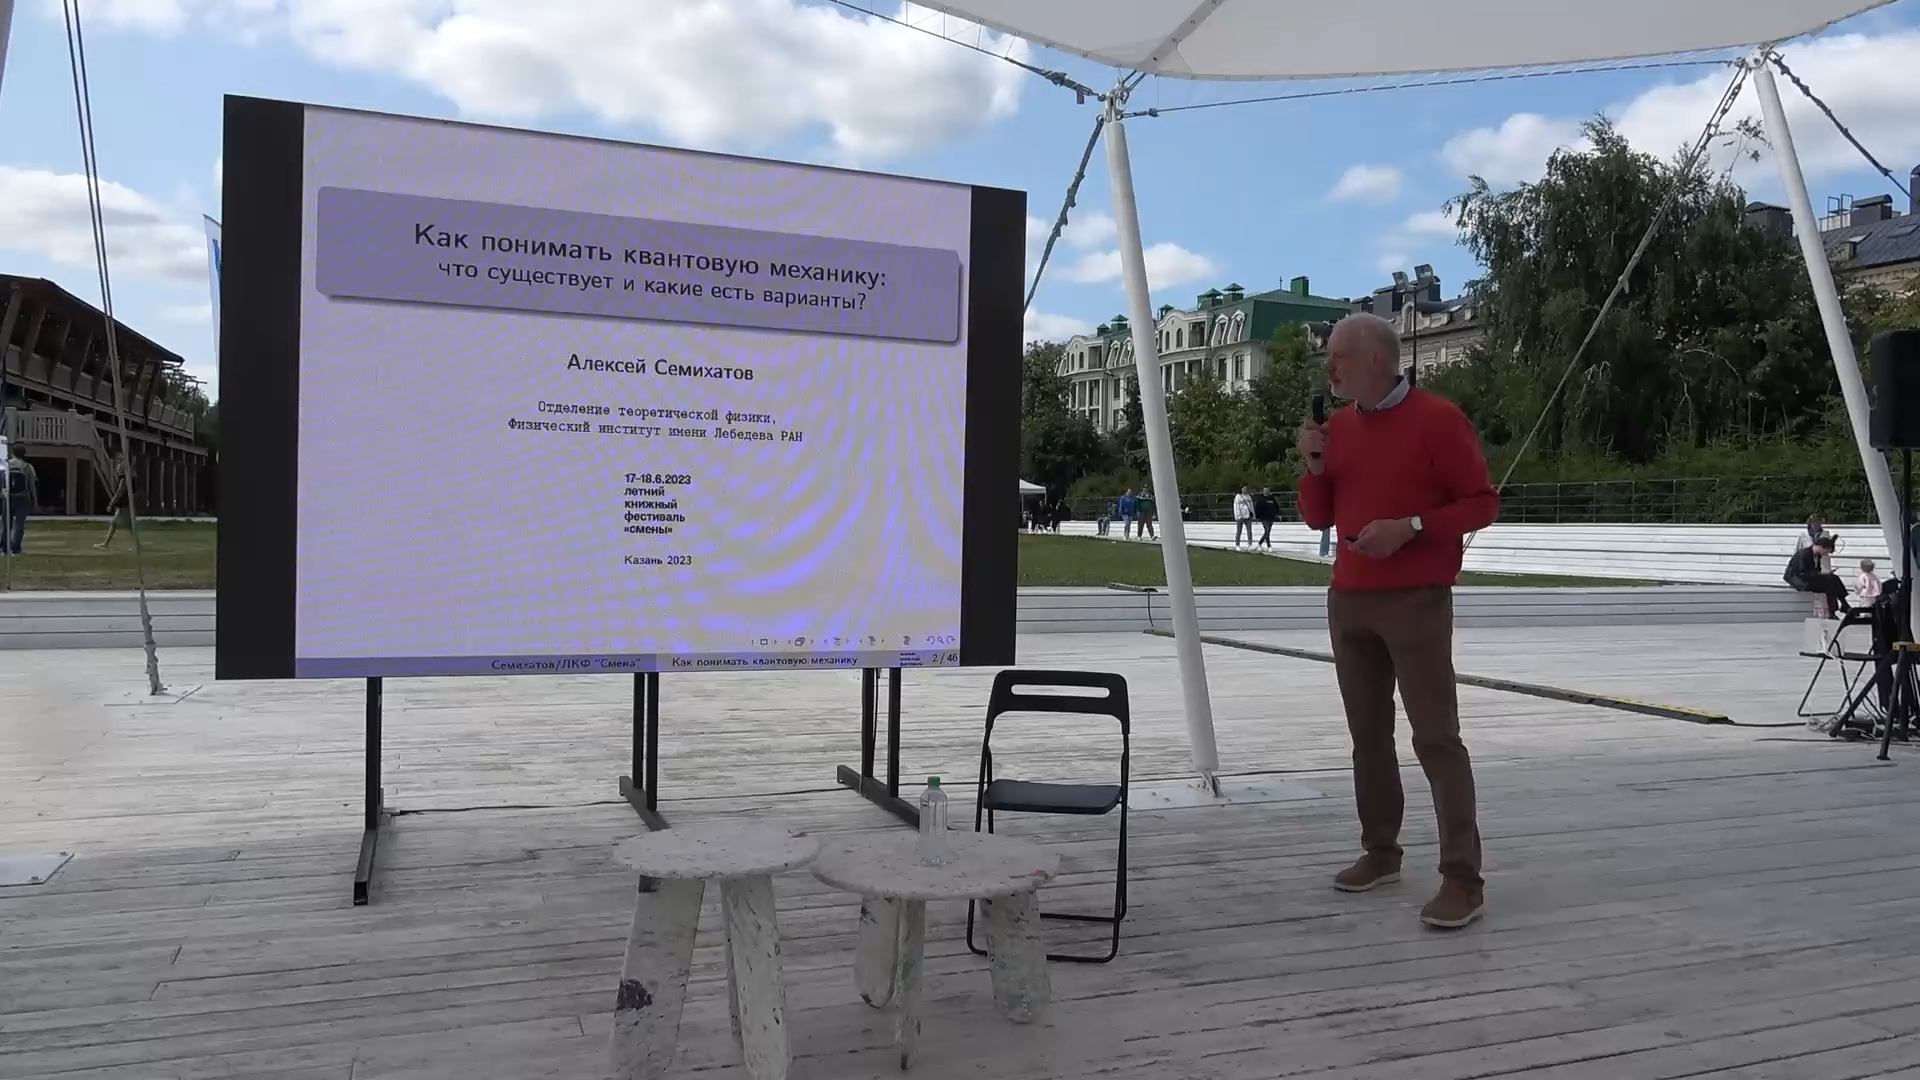 Как понимать квантовую механику:
что существует и какие есть варианты?
Алексей Семихатов
Отделение теоретической физики,
Физический институт имени Лебедева РАН
17–18.6.2023
летний
книжный
фестиваль
«смены»
Казань 2023
Семихатов/ЛКФ "Смена"
Как понимать квантовую механику
2 / 46